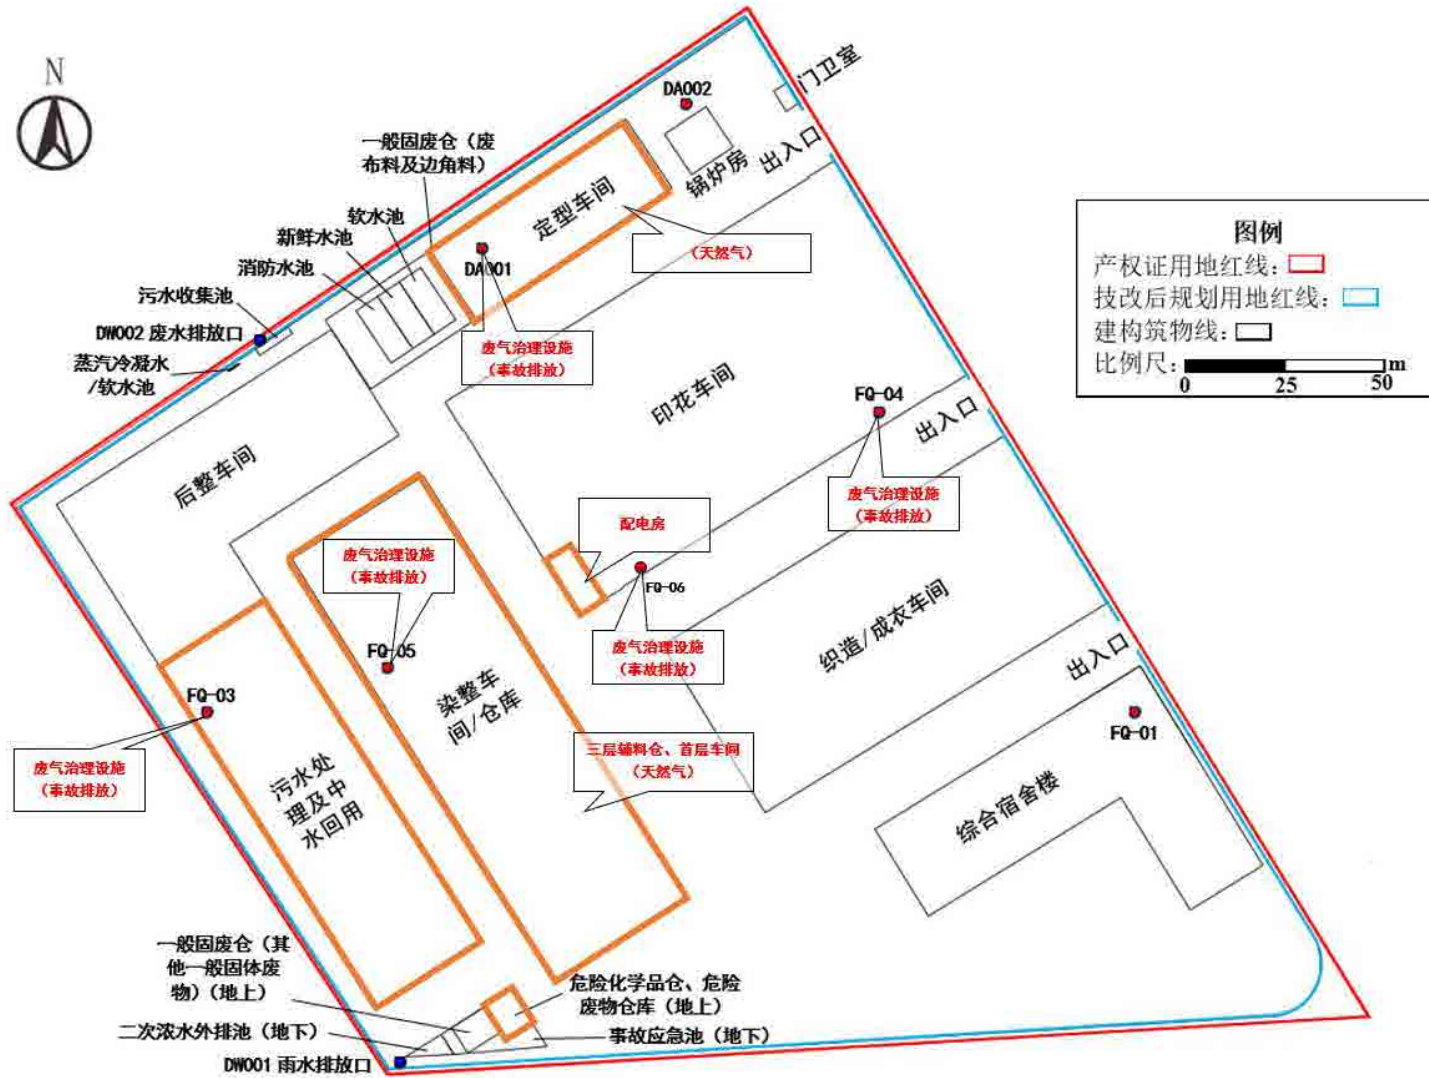 N
DA002
门卫室
一般固废仓（废
布料及边角料）
出入口
锅炉房
定型车间
软水池
新鲜水池
消防水池
DA001
（天然气）
污水收集池
DW002 废水排放口
蒸汽冷凝水
/软水池
废气治理设施
（事故排放）
图例
产权证用地红线：
技改后规划用地红线：
建构筑物线：
比例尺：
0 25 50 m
印花车间
FQ-04
出入口
后整车间
废气治理设施
（事故排放）
配电房
废气治理设施
（事故排放）
FQ-06
织造/成衣车间
废气治理设施
（事故排放）
FQ-05
出入口
FQ-03
染整车
间/仓库
FQ-01
三层辅料仓、首层车间
（天然气）
废气治理设施
（事故排放）
污水处
理及中
水回用
综合宿舍楼
一般固废仓（其
他一般固体废
物）（地上）
危险化学品仓、危险
废物仓库（地上）
二次浓水外排池（地下）
事故应急池（地下）
DW001 雨水排放口